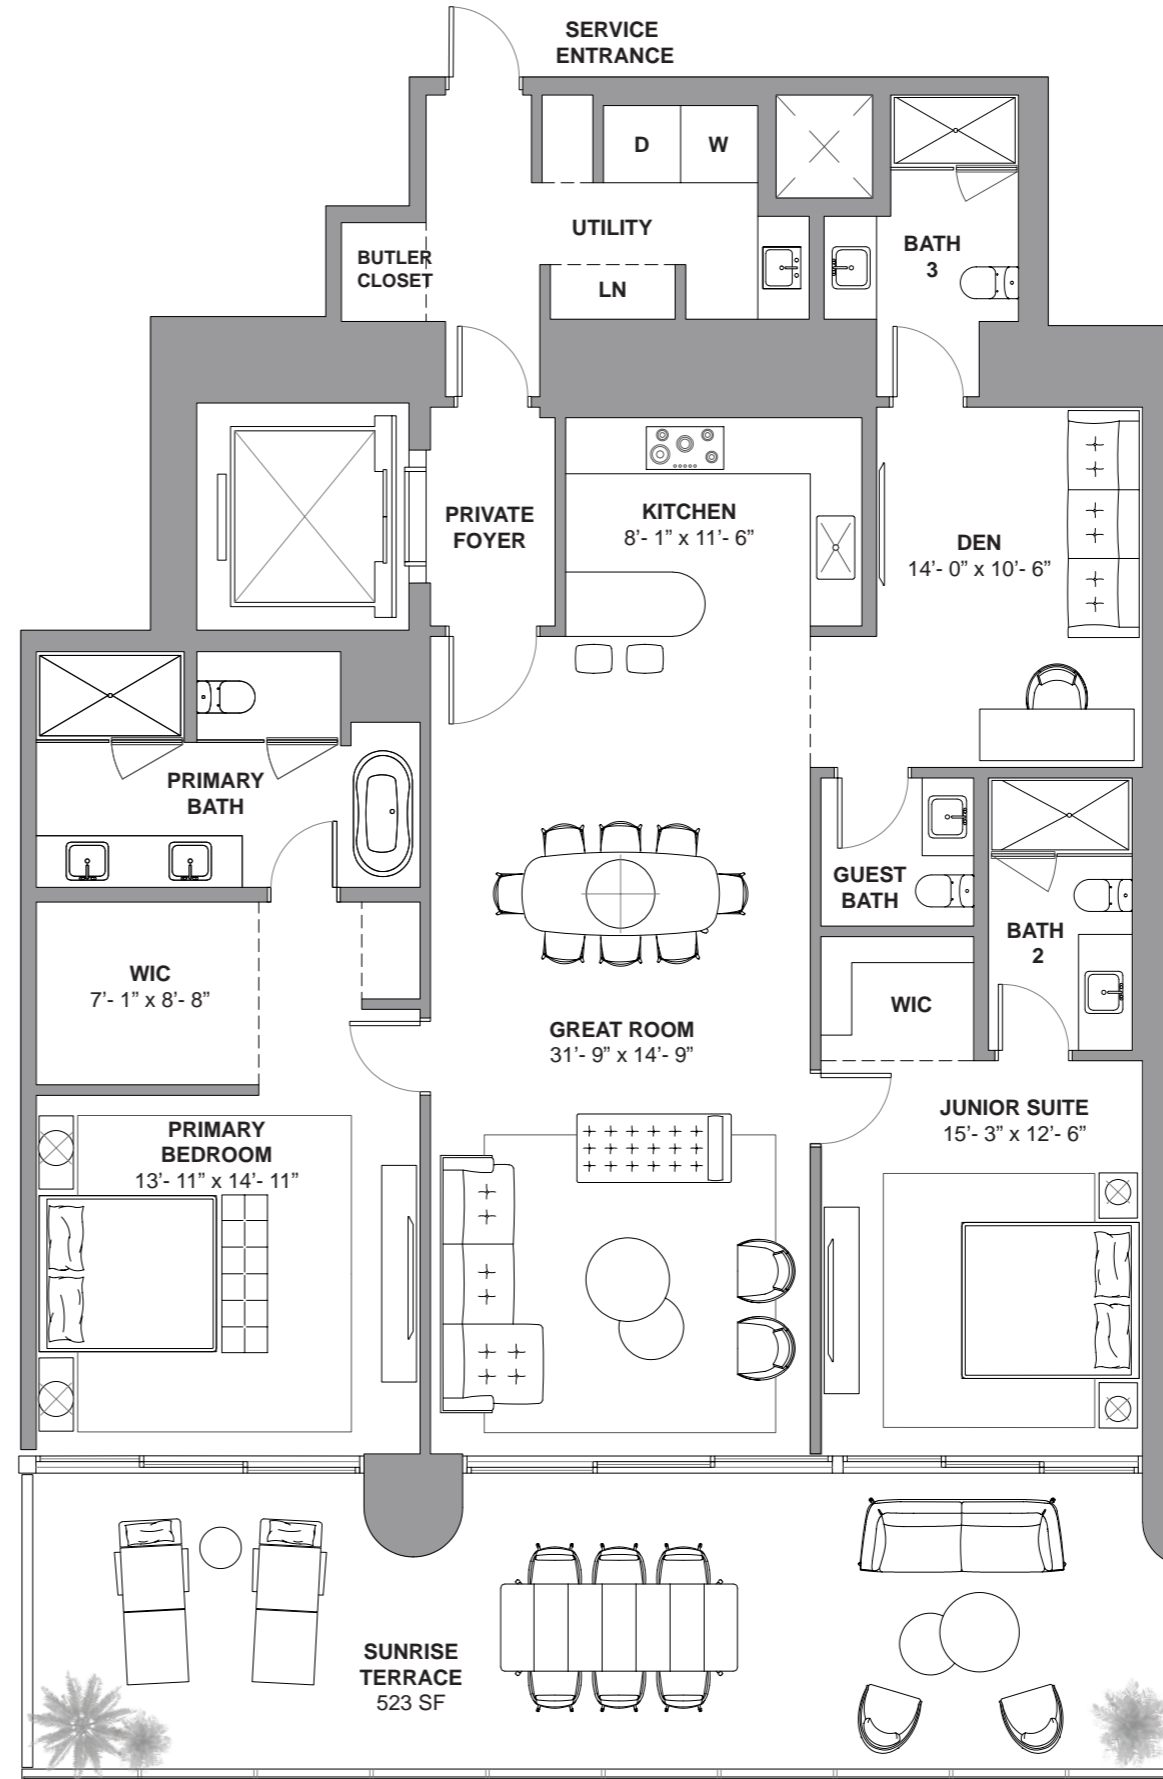 SERVICE
ENTRANCE
D
W
UTILITY
BUTLER
CLOSET
LN
BATH
3
PRIVATE
FOYER
KITCHEN
8’- 1” x 11’- 6”
DEN
14’- 0” x 10’- 6”
PRIMARY
BATH
GUEST
BATH
BATH
2
WIC
7’- 1” x 8’- 8”
WIC
GREAT ROOM
31’- 9” x 14’- 9”
JUNIOR SUITE
15’- 3” x 12’- 6”
PRIMARY
BEDROOM
13’- 11” x 14’- 11”
SUNRISE
TERRACE
523 SF